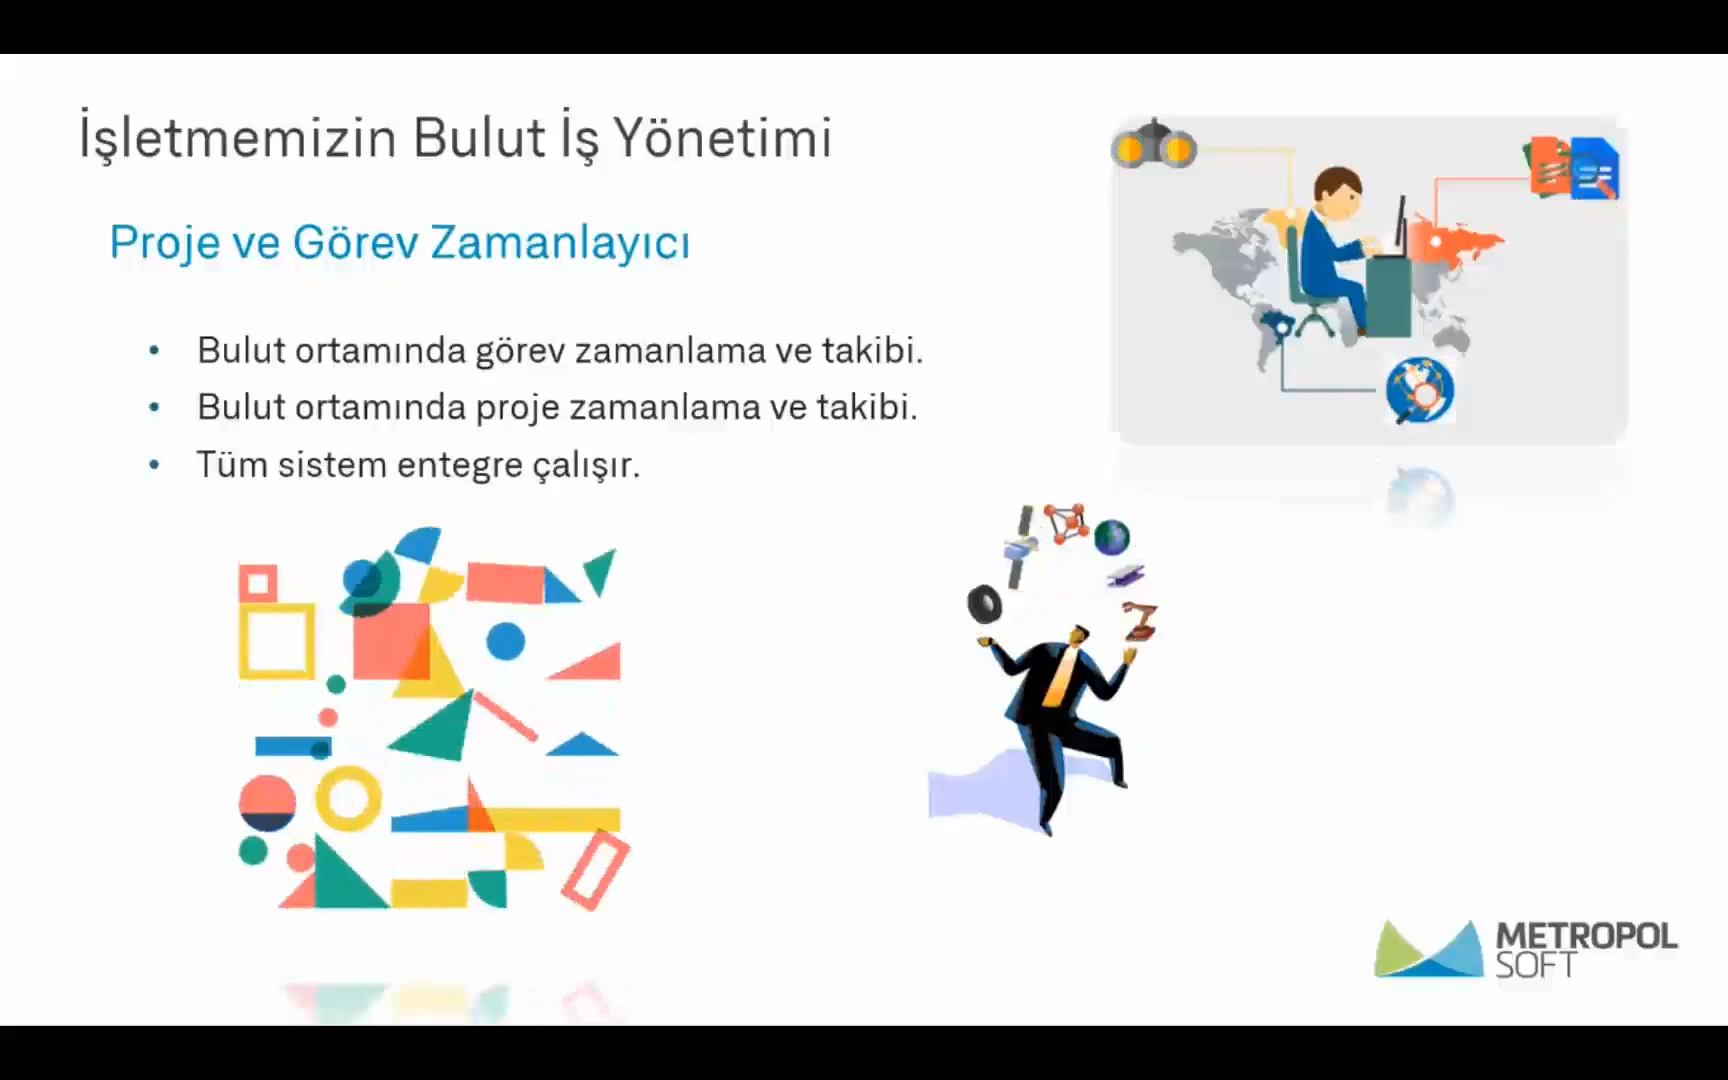 İşletmemizin Bulut İş Yönetimi
Proje ve Görev Zamanlayıcı
• Bulut ortamında görev zamanlama ve takibi.
• Bulut ortamında proje zamanlama ve takibi.
• Tüm sistem entegre çalışır.
METROPOL
SOFT